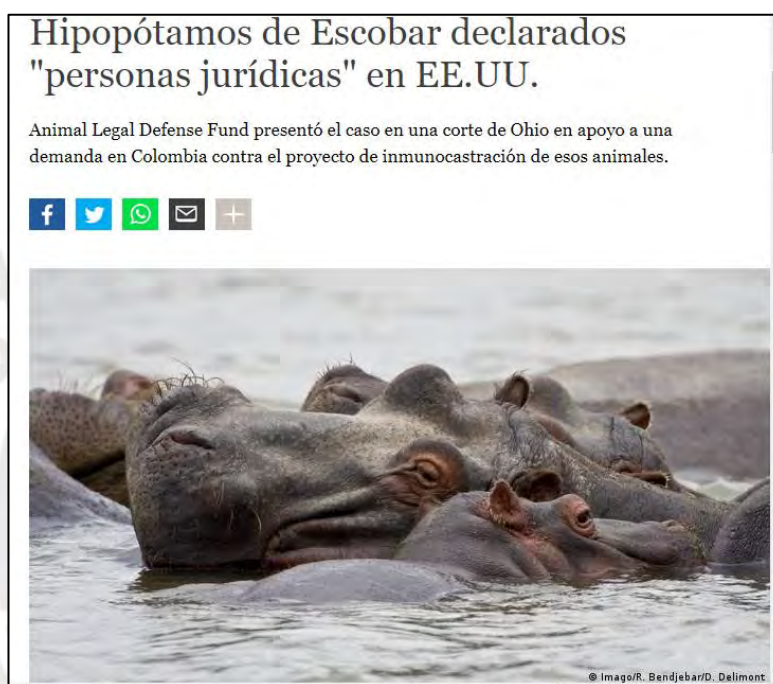 Hipopótamos de Escobar declarados
"personas jurídicas" en EE.UU.
Animal Legal Defense Fund presentó el caso en una corte de Ohio en apoyo a una
demanda en Colombia contra el proyecto de inmunocastración de esos animales.
© Imago/R. Bendjebar/D. Delimont